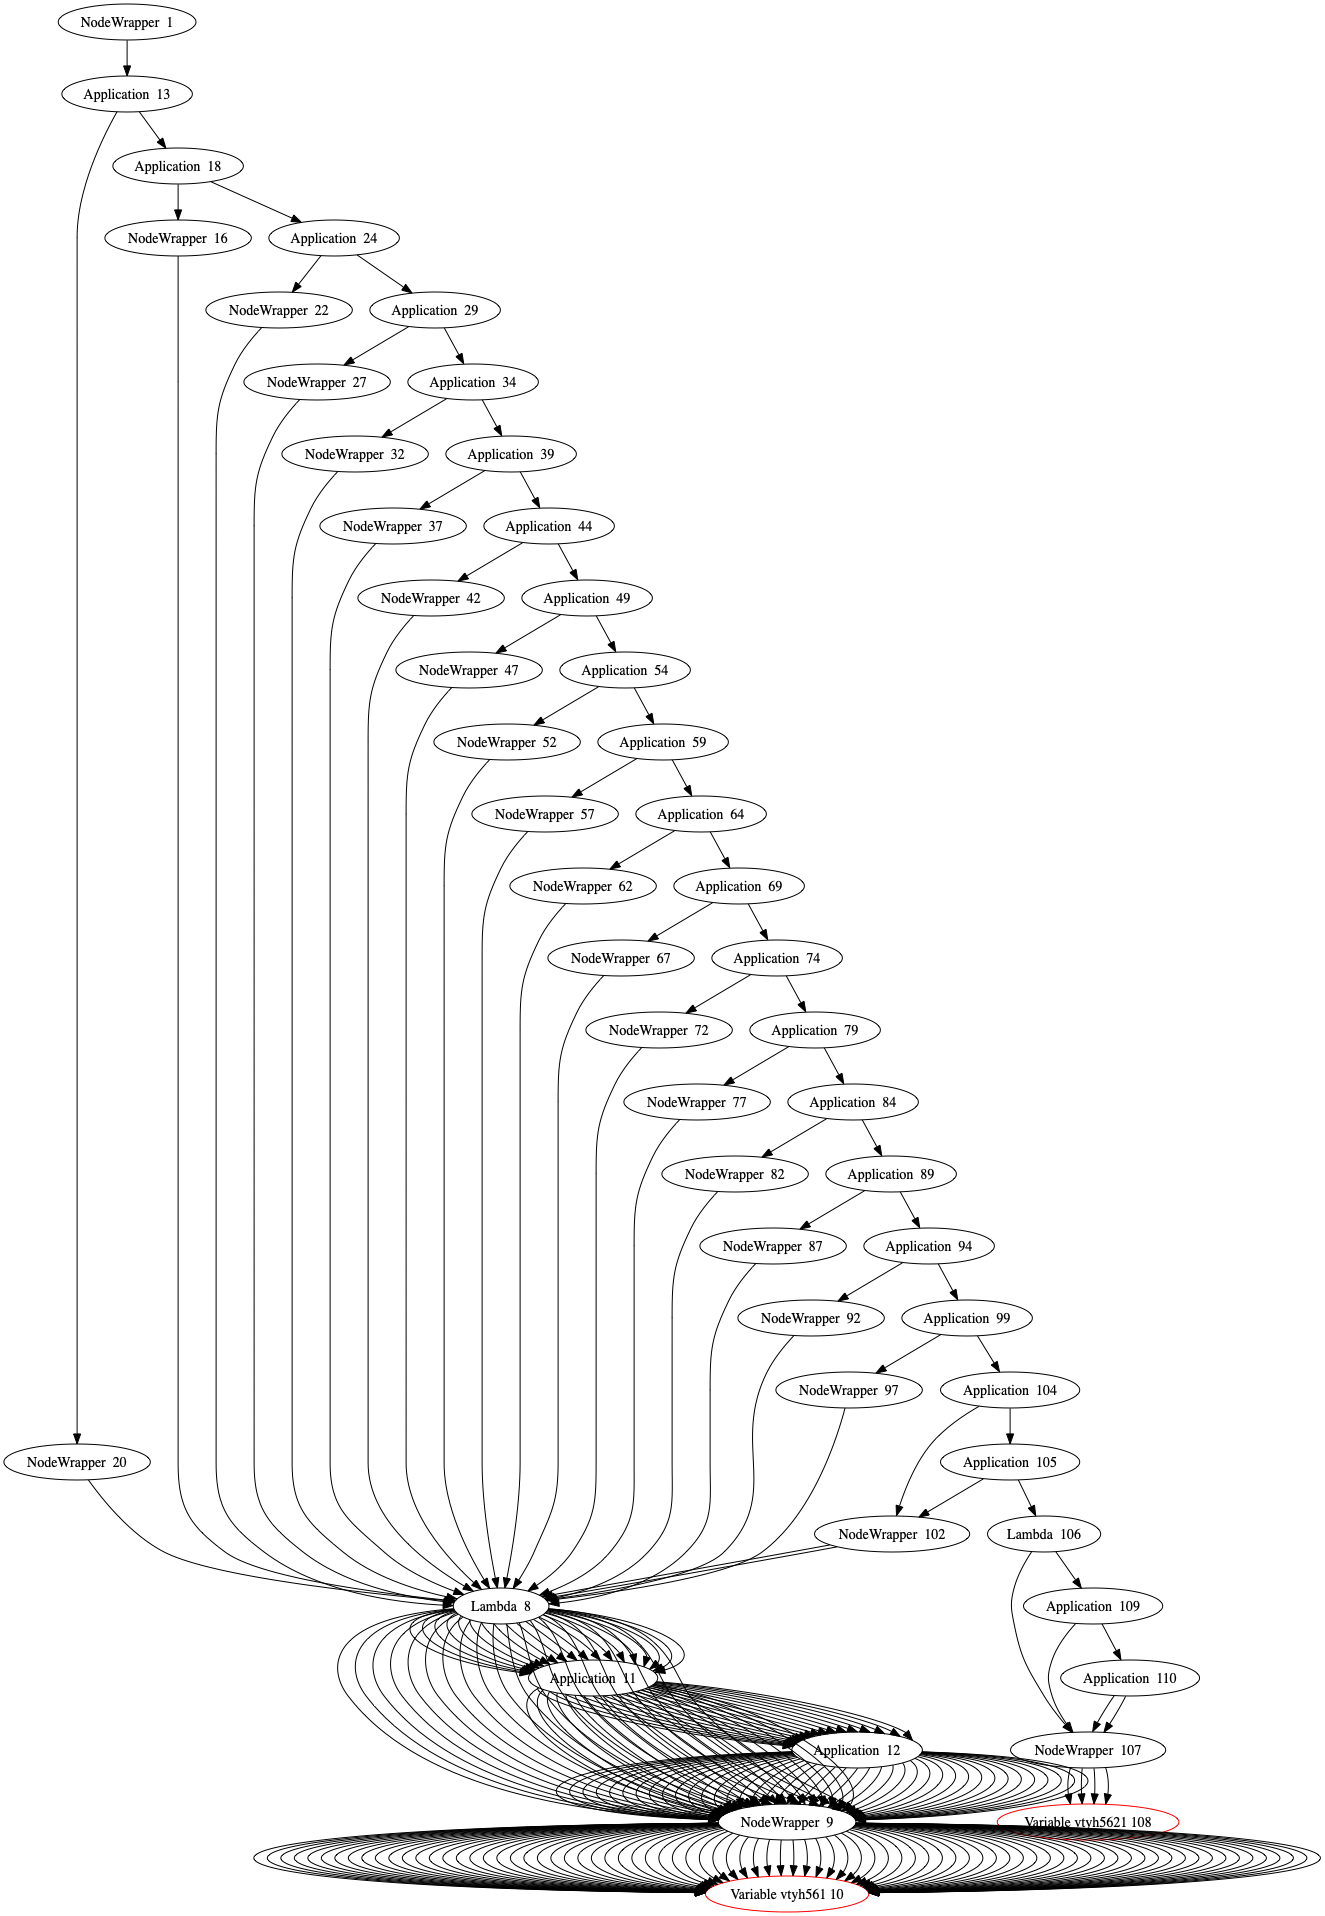 NodeWrapper 1
Application 13
Application 18
NodeWrapper 16
Application 24
NodeWrapper 22
Application 29
NodeWrapper 27
Application 34
NodeWrapper 32
Application 39
NodeWrapper 37
Application 44
NodeWrapper 42
Application 49
NodeWrapper 47
Application 54
NodeWrapper 52
Application 59
NodeWrapper 57
Application 64
NodeWrapper 62
Application 69
NodeWrapper 67
Application 74
NodeWrapper 72
Application 79
NodeWrapper 77
Application 84
NodeWrapper 82
Application 89
NodeWrapper 87
Application 94
NodeWrapper 92
Application 99
NodeWrapper 97
Application 104
NodeWrapper 20
Application 105
NodeWrapper 102
Lambda 106
Lambda 8
Application 109
Application 11
Application 110
Application 12
NodeWrapper 107
NodeWrapper 9
Variable vtyh5621 108
Variable vtyh561 10